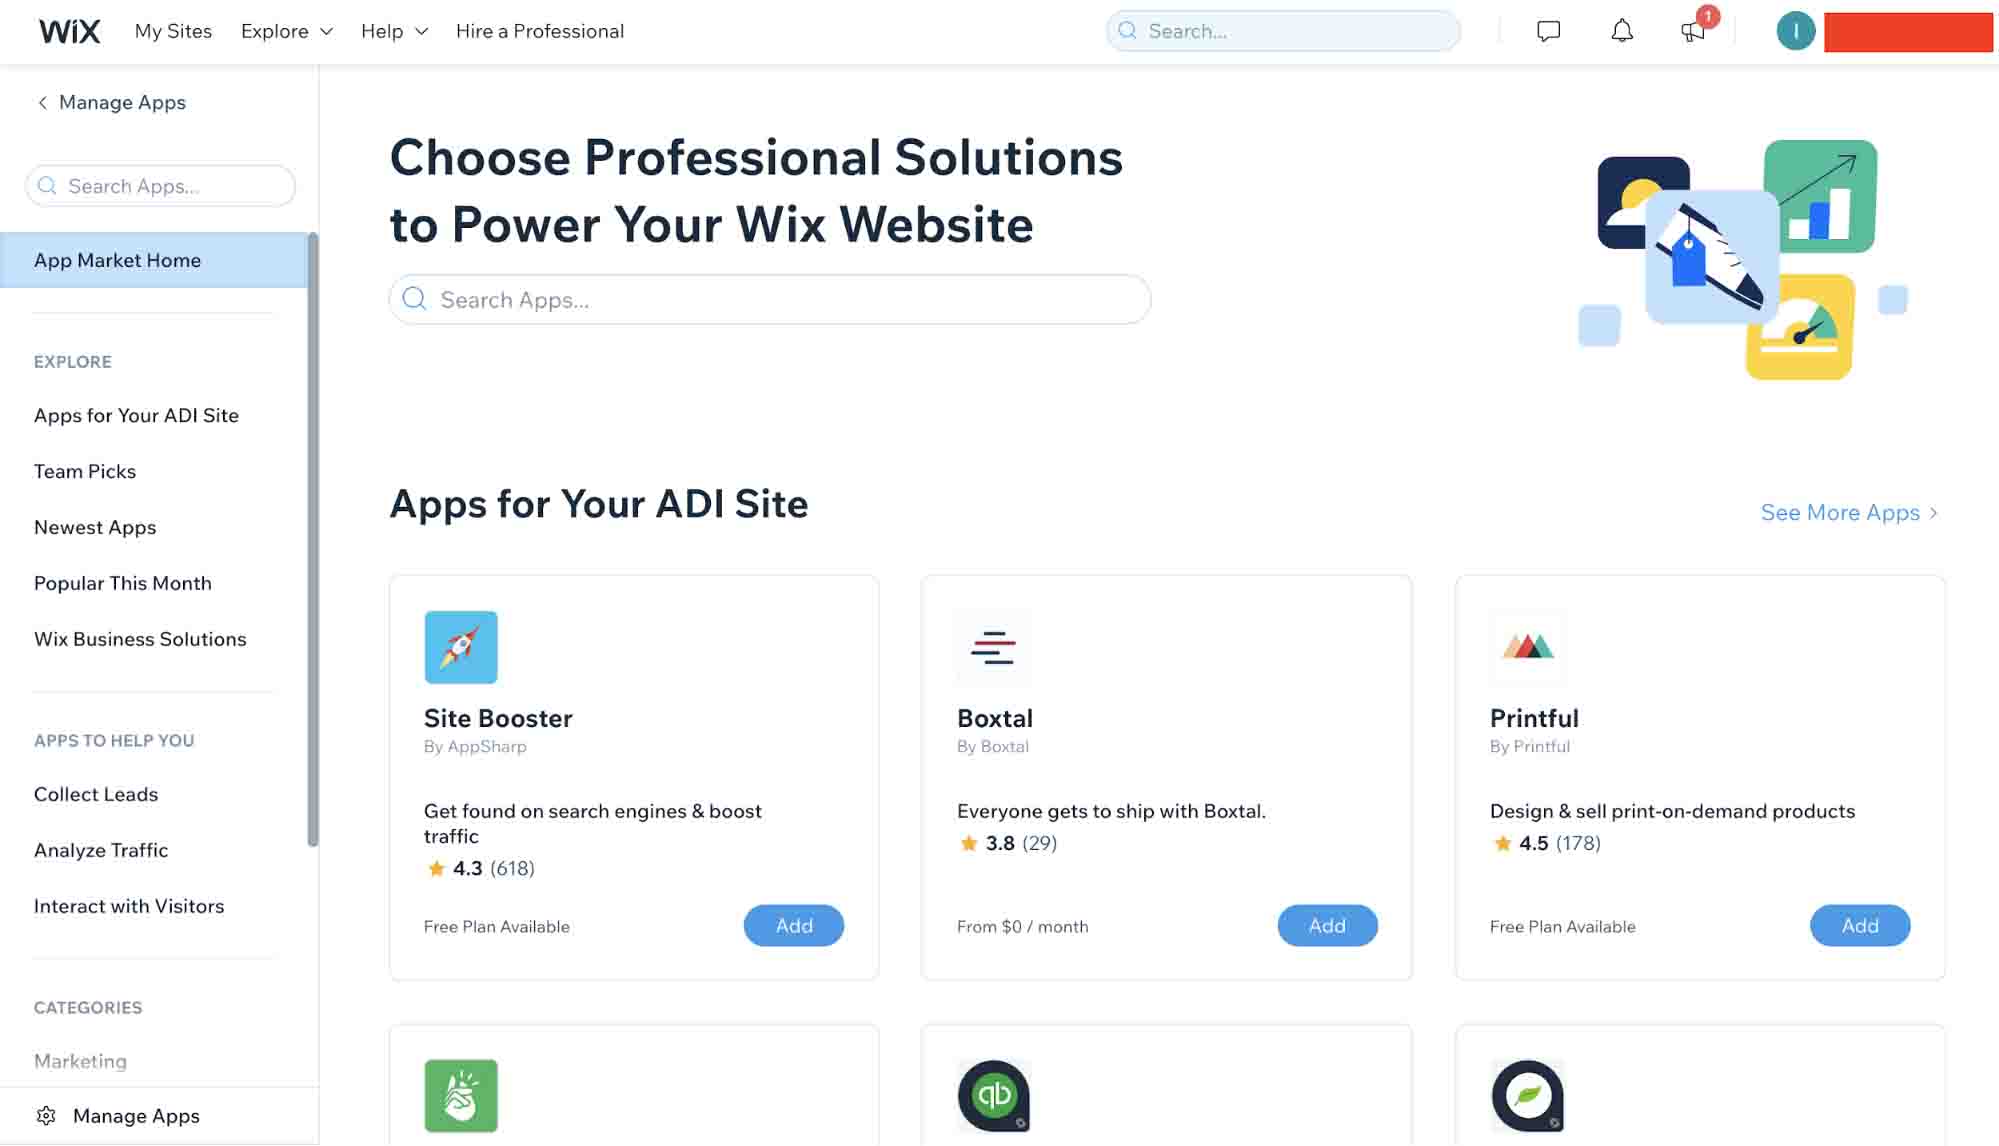 WiX
My Sites
Explore
Help
Hire a Professional
Search...
1
I
Manage Apps
Search Apps...
App Market Home
EXPLORE
Apps for Your ADI Site
Team Picks
Newest Apps
Popular This Month
Wix Business Solutions
APPS TO HELP YOU
Collect Leads
Analyze Traffic
Interact with Visitors
CATEGORIES
Marketing
Manage Apps
Choose Professional Solutions
to Power Your Wix Website
Search Apps...
Apps for Your ADI Site
See More Apps
Site Booster
By AppSharp
Get found on search engines & boost
traffic
4.3 (618)
Free Plan Available
Add
Boxtal
By Boxtal
Everyone gets to ship with Boxtal.
3.8 (29)
From $0 / month
Add
Printful
By Printful
Design & sell print-on-demand products
4.5 (178)
Free Plan Available
Add
qb